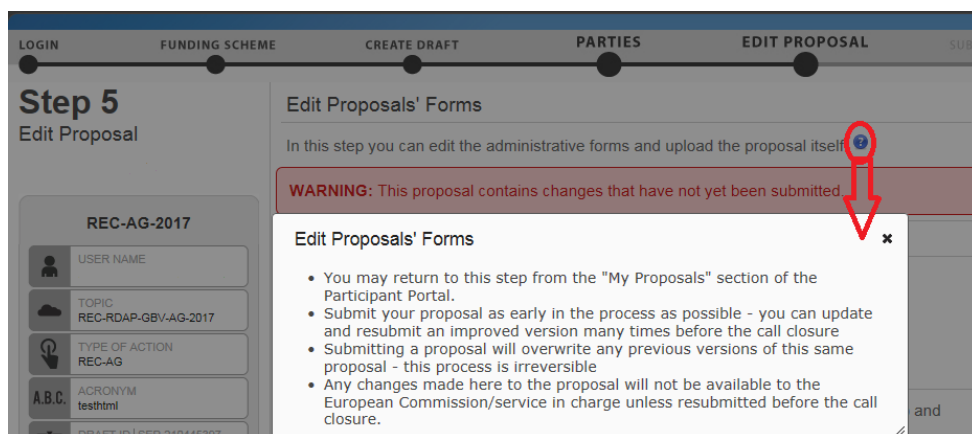 LOGIN FUNDING SCHEME CREATE DRAFT PARTIES EDIT PROPOSAL SUB
Step 5
Edit Proposal
Edit Proposals' Forms
In this step you can edit the administrative forms and upload the proposal itself
WARNING: This proposal contains changes that have not yet been submitted.
REC-AG-2017
USER NAME
TOPIC
REC-RDAP-GBV-AG-2017
TYPE OF ACTION
REC-AG
A.B.C. ACRONYM
testhtml
Edit Proposals' Forms
• You may return to this step from the "My Proposals" section of the
Participant Portal.
• Submit your proposal as early in the process as possible - you can update
and resubmit an improved version many times before the call closure
• Submitting a proposal will overwrite any previous versions of this same
proposal - this process is irreversible
• Any changes made here to the proposal will not be available to the
European Commission/service in charge unless resubmitted before the call
closure.
and